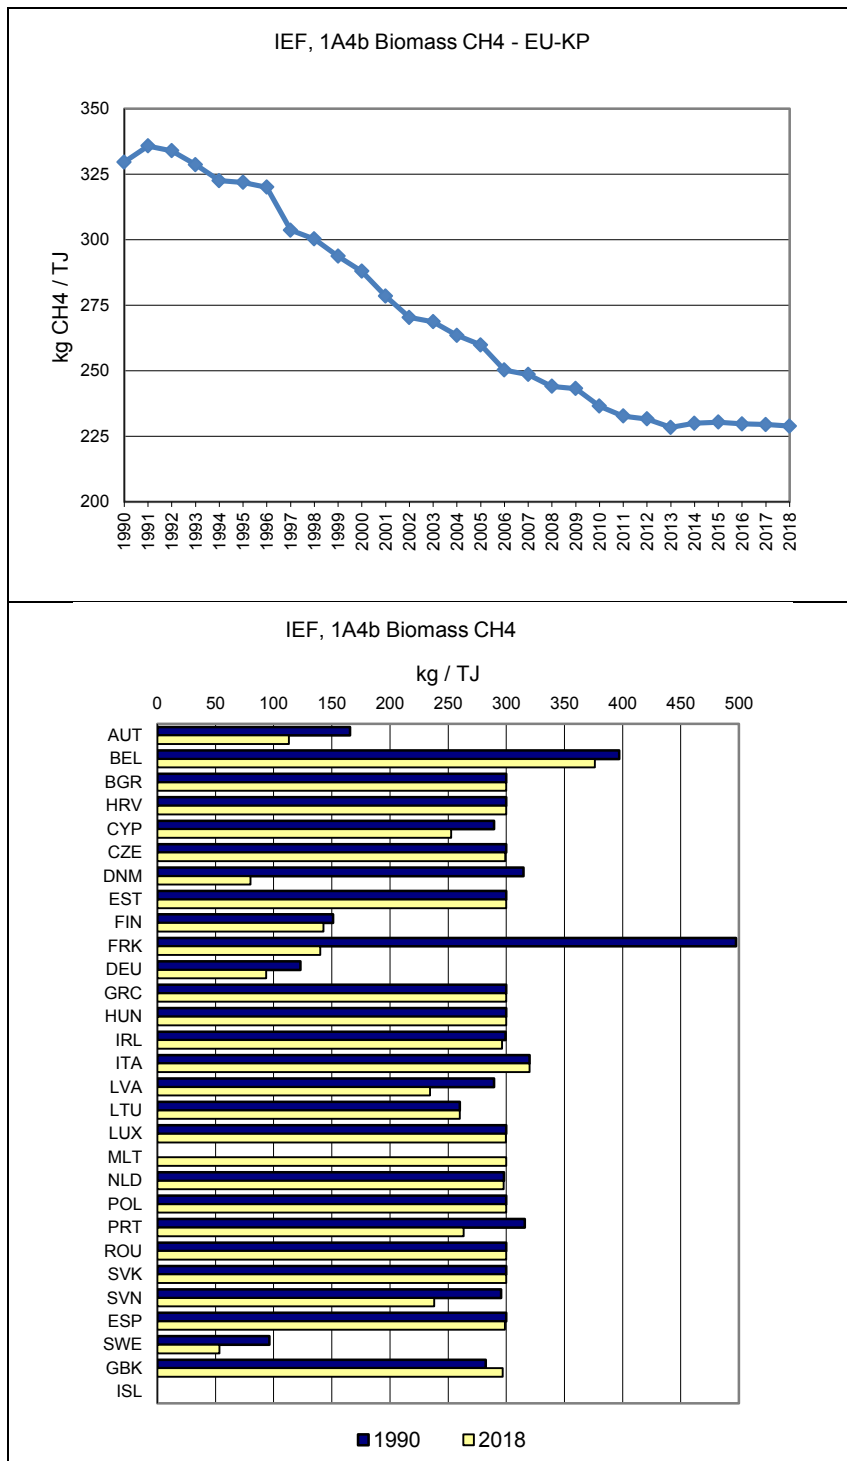 IEF, 1A4b Biomass CH4 - EU-KP
350
325
300
275
250
225
200
kg CH4 / TJ
1990
1991
1992
1993
1994
1995
1996
1997
1998
1999
2000
2001
2002
2003
2004
2005
2006
2007
2008
2009
2010
2011
2012
2013
2014
2015
2016
2017
2018
IEF, 1A4b Biomass CH4
kg / TJ
0 50 100 150 200 250 300 350 400 450 500
AUT
BEL
BGR
HRV
CYP
CZE
DNM
EST
FIN
FRK
DEU
GRC
HUN
IRL
ITA
LVA
LTU
LUX
MLT
NLD
POL
PRT
ROU
SVK
SVN
ESP
SWE
GBK
ISL
1990 2018